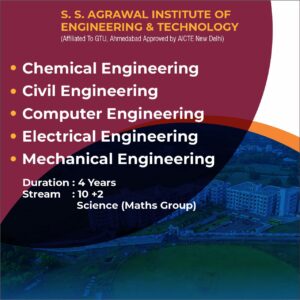 S. S. AGRAWAL INSTITUTE OF
ENGINEERING & TECHNOLOGY
(Affiliated To GTU, Ahmedabad Approved by AICTE New Delhi)
• Chemical Engineering
• Civil Engineering
• Computer Engineering
• Electrical Engineering
• Mechanical Engineering
Duration : 4 Years
Stream : 10 +2
Science (Maths Group)